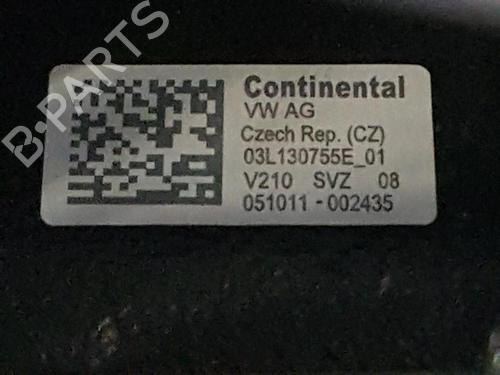 B-PARTS
Continental
VW AG
Czech Rep. (CZ)
03L130755E_01
V210 SVZ 08
051011 - 002435